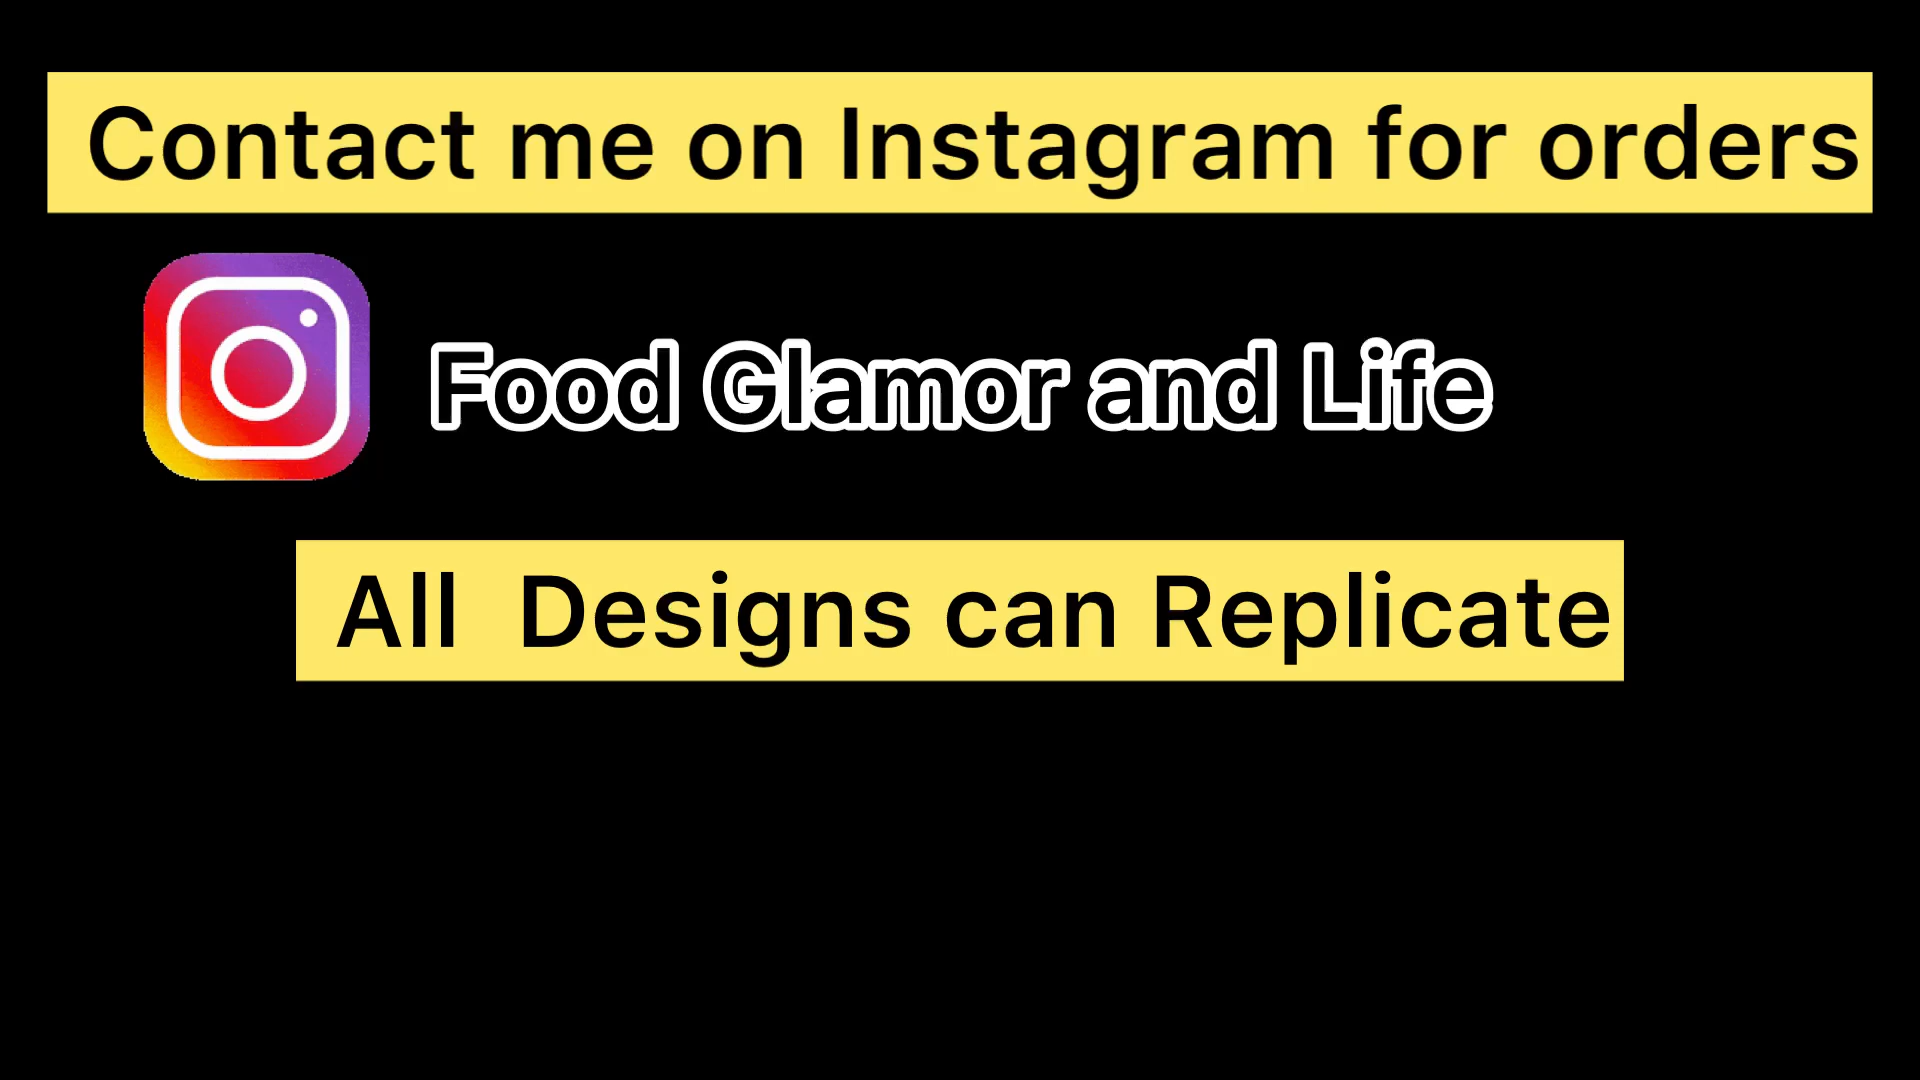 Contact me on Instagram for orders
Food Glamor and Life
All  Designs can Replicate